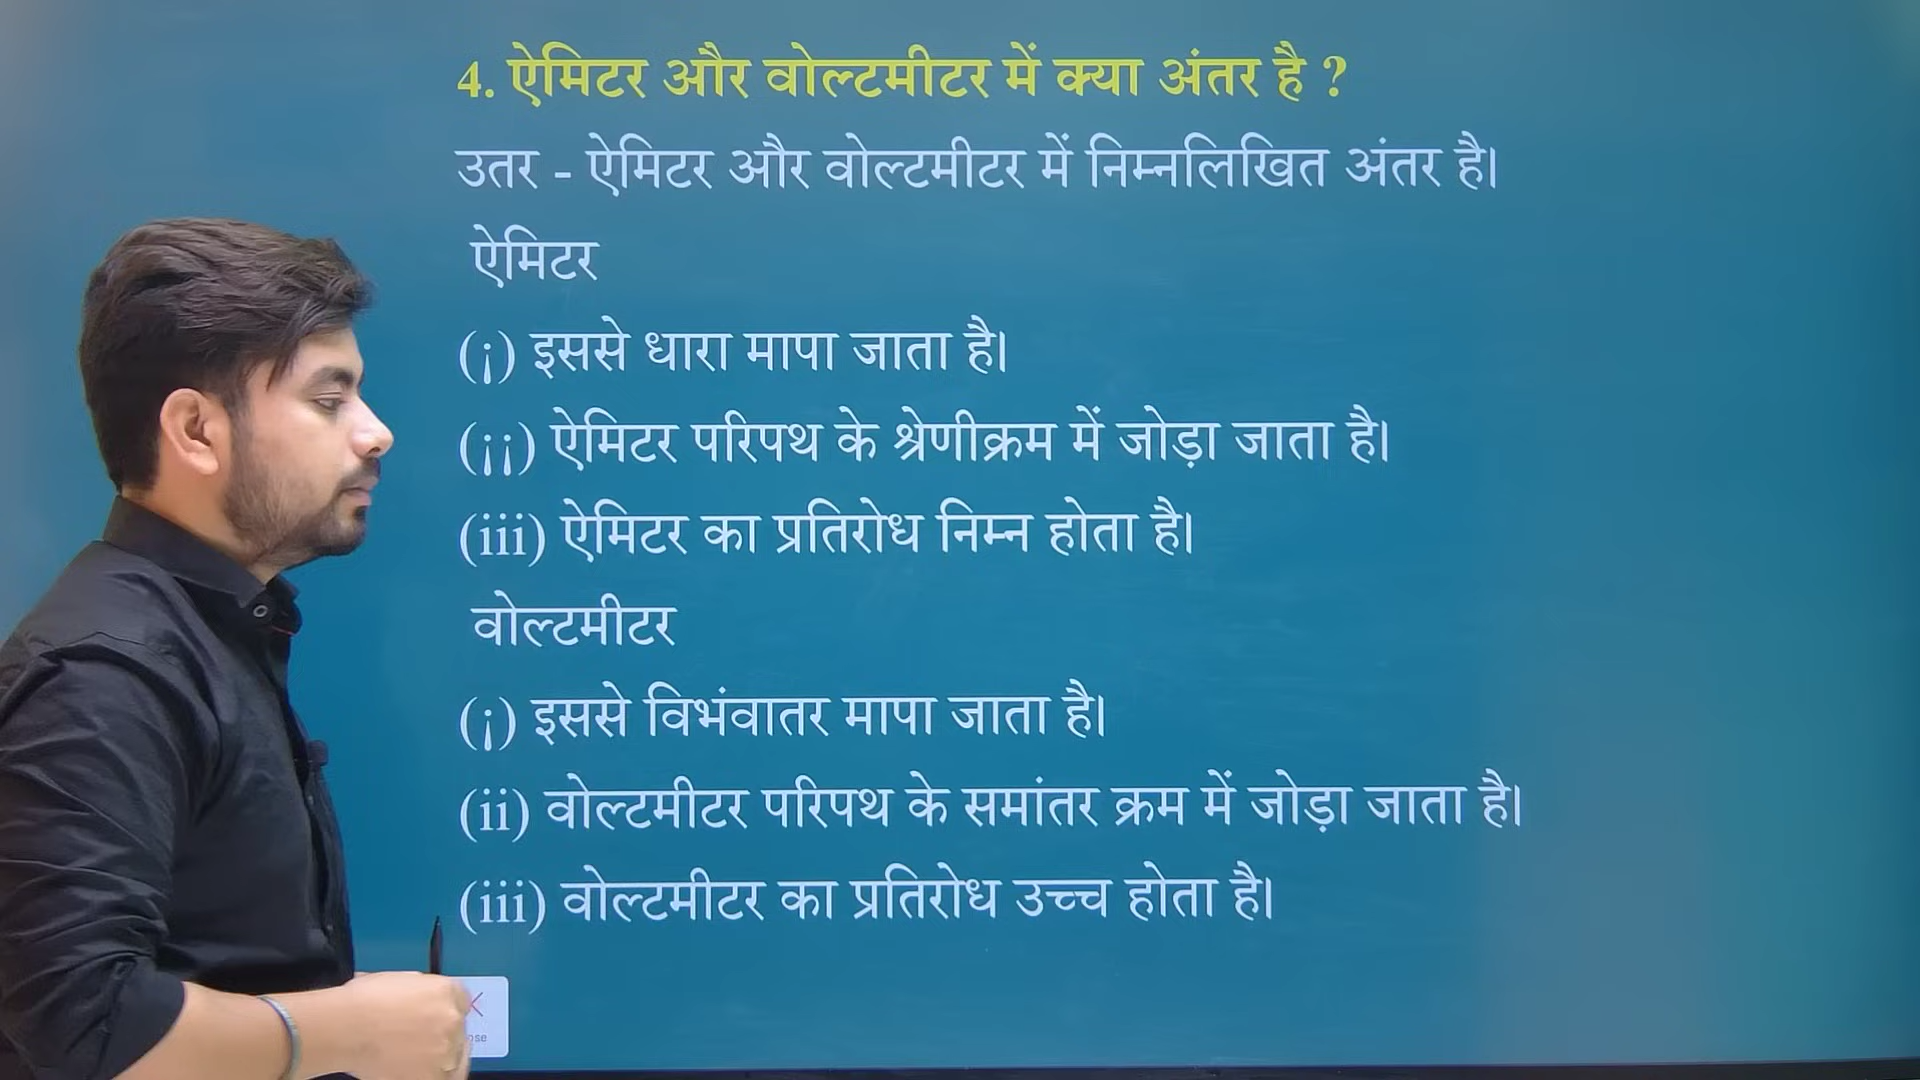 4. ऐमिटर और वोल्टमीटर में क्या अंतर है ?
उतर - ऐमिटर और वोल्टमीटर में निम्नलिखित अंतर है।
ऐमिटर
(¡) इससे धारा मापा जाता है।
(¡¡) ऐमिटर परिपथ के श्रेणीक्रम में जोड़ा जाता है।
(iii) ऐमिटर का प्रतिरोध निम्न होता है।
वोल्टमीटर
(¡) इससे विभंवातर मापा जाता है।
(ii) वोल्टमीटर परिपथ के समांतर क्रम में जोड़ा जाता है।
(iii) वोल्टमीटर का प्रतिरोध उच्च होता है।